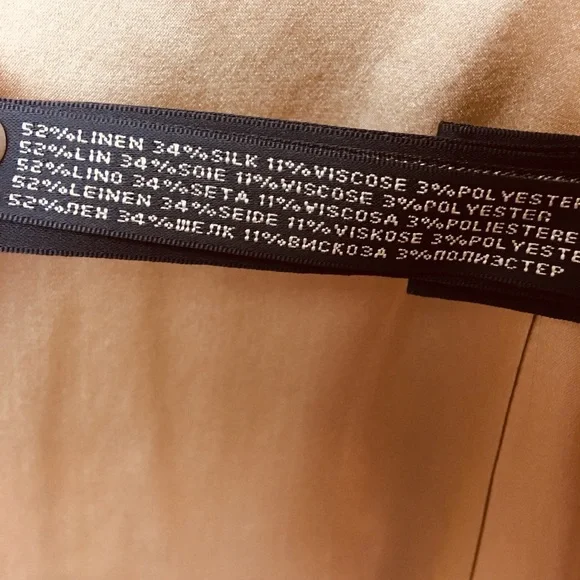 52%LINEN 34%SILK 11%VISCOSE 3%POLYESTER
52%LIN 34%SOIE 11%VISCOSE 3%POLYESTER
52%LINO 34%SETA 11%VISCOSA 3%POLIESTERE
52%LEINEN 34%SEIDE 11%VISKOSE 3%POLYESTER
52%ЛЕН 34%ШЕЛК 11%ВИСКОЗА 3%ПОЛИЭСТЕР